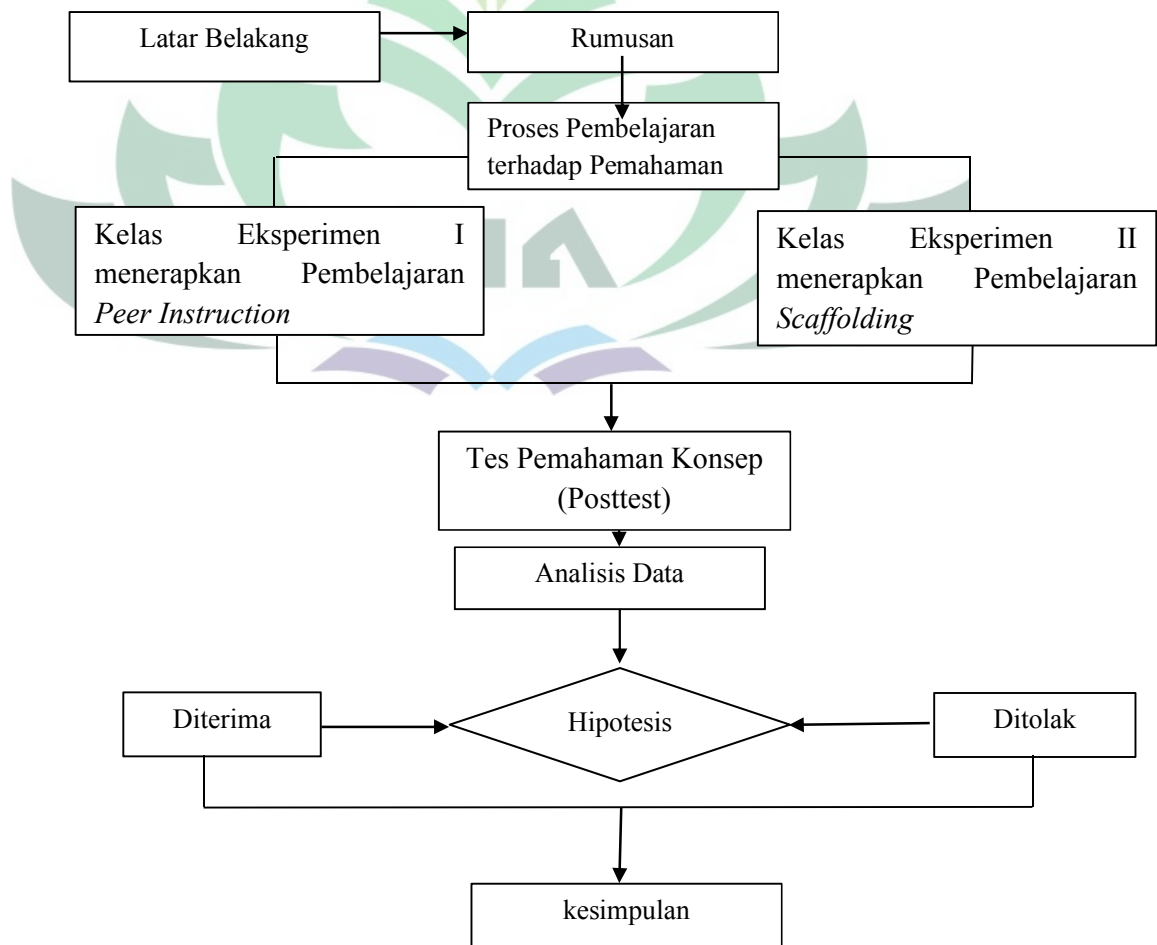 Latar Belakang
Rumusan
Proses Pembelajaran
terhadap Pemahaman
Kelas Eksperimen I
menerapkan Pembelajaran
Peer Instruction
Kelas Eksperimen II
menerapkan Pembelajaran
Scaffolding
Tes Pemahaman Konsep
(Posttest)
Analisis Data
Diterima
Hipotesis
Ditolak
kesimpulan